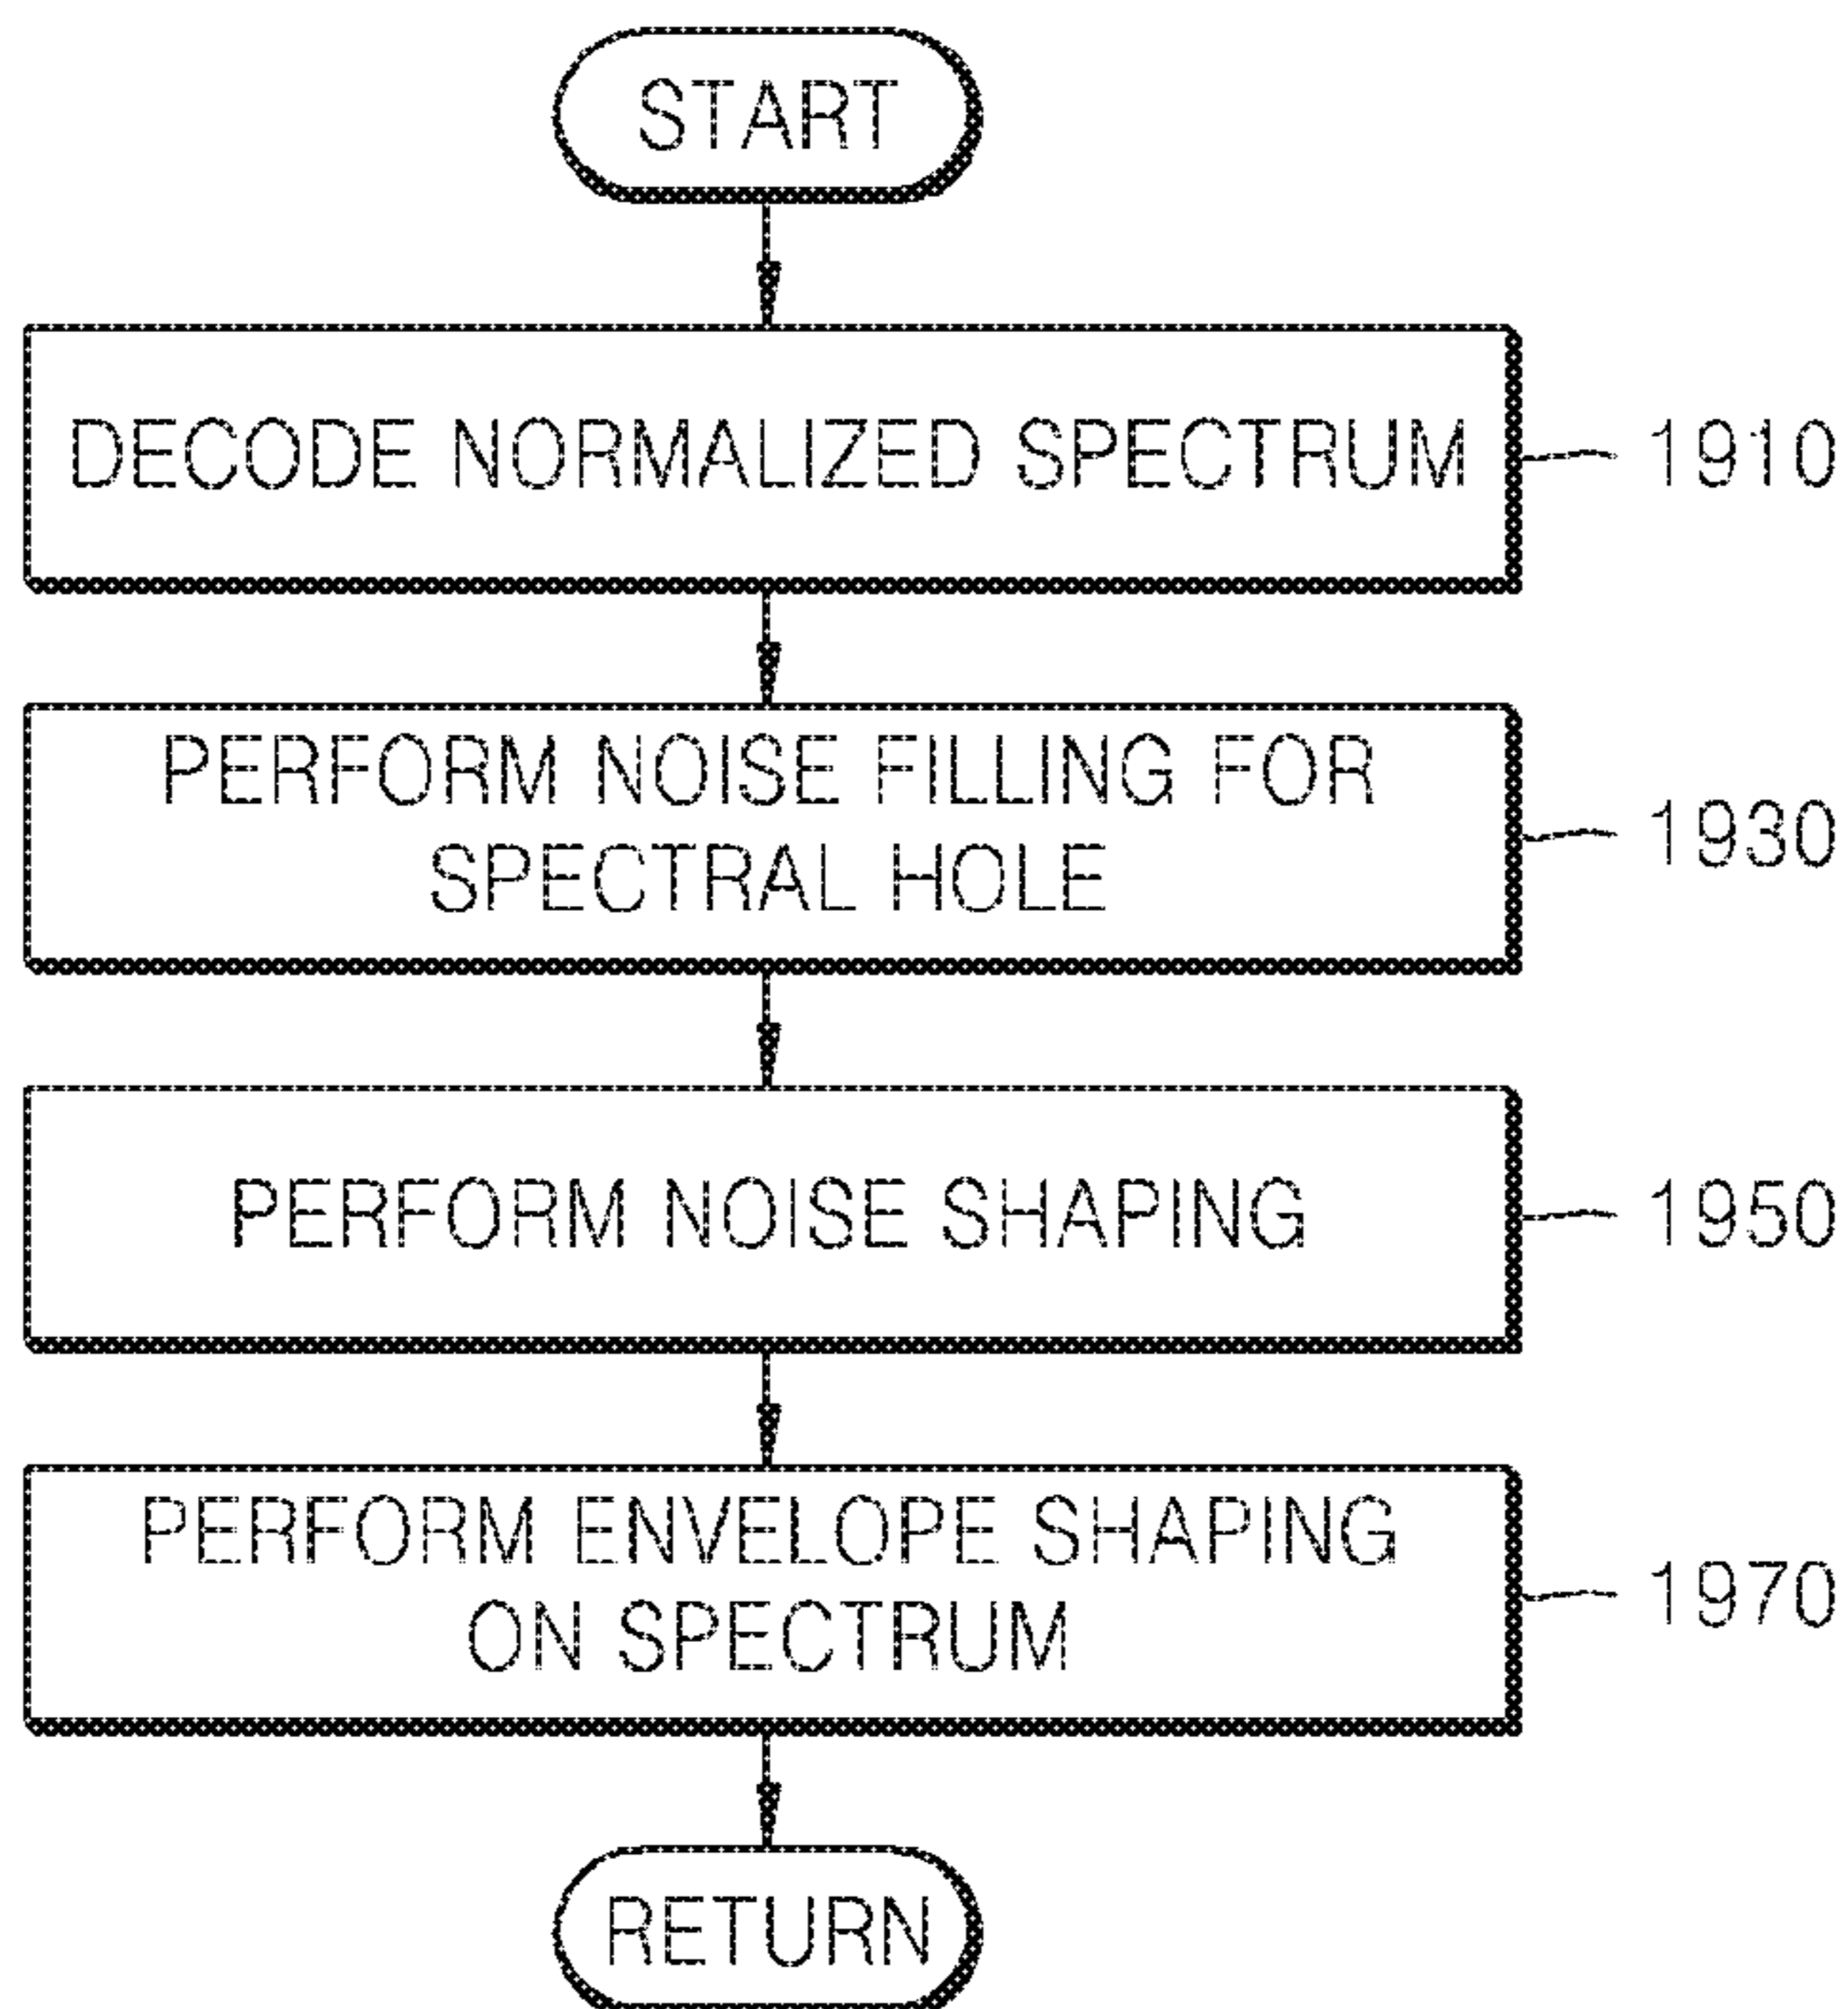 START
DECODE NORMALIZED SPECTRUM
1910
PERFORM NOISE FILLING FOR
SPECTRAL HOLE
1930
PERFORM NOISE SHAPING
1950
PERFORM ENVELOPE SHAPING
ON SPECTRUM
1970
RETURN